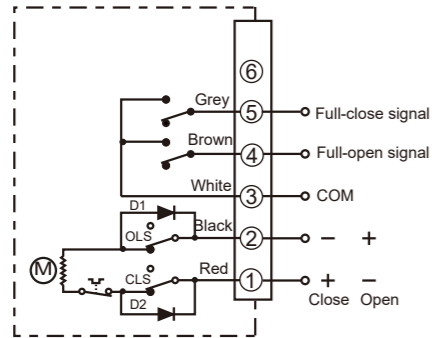 ⑥
Grey ⑤ Full-close signal
Brown ④ Full-open signal
White ③ COM
D1
OLS Black ② − +
M CLS Red ① + −
D2 Close Open